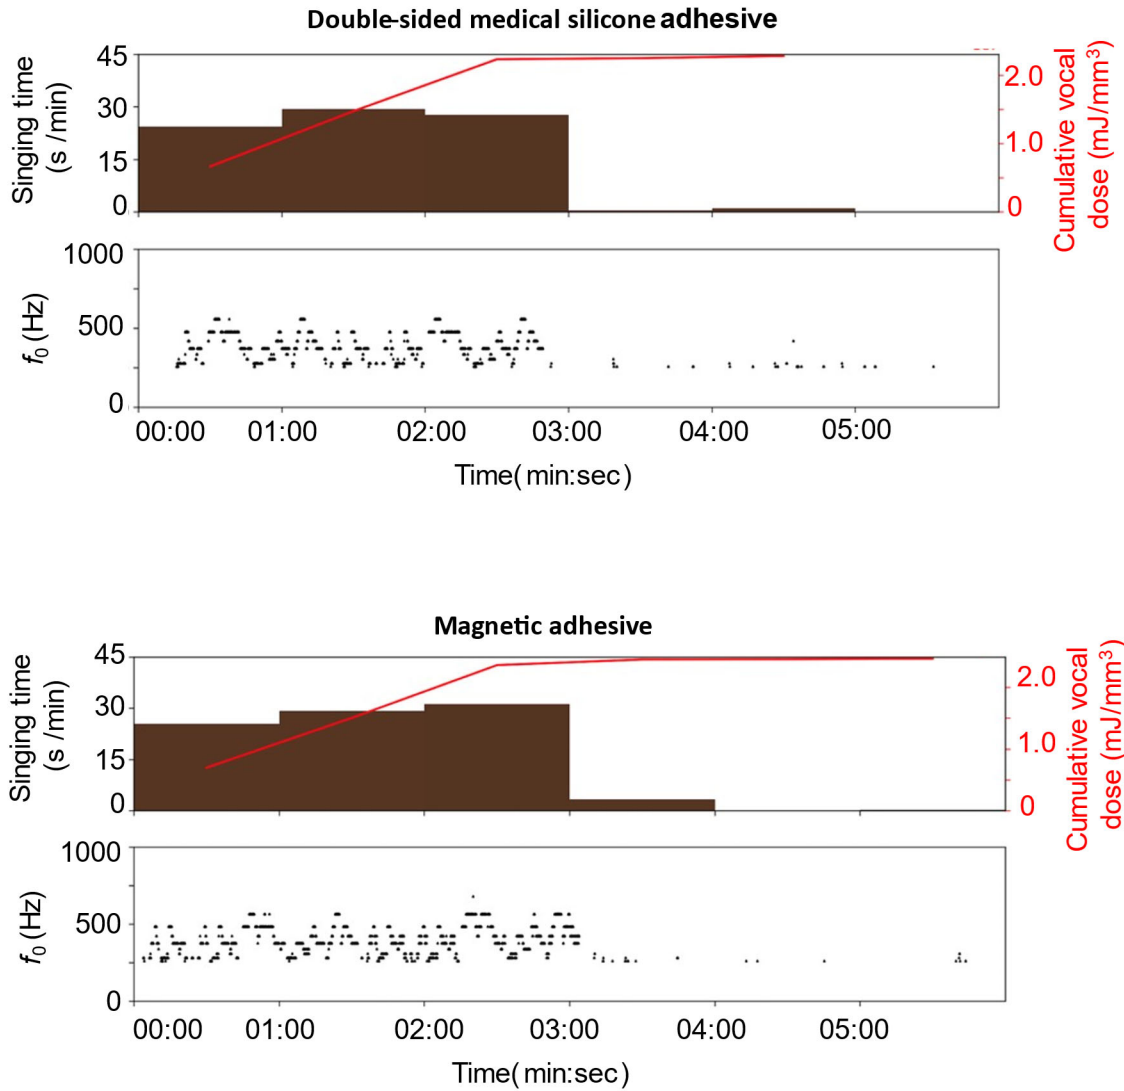 Double-sided medical silicone adhesive
Singing time
(s /min)
45
30
15
0
2.0
1.0
0
Cumulative vocal
dose (mJ/mm³)
f₀ (Hz)
1000
500
0
00:00 01:00 02:00 03:00 04:00 05:00
Time( min:sec)
Magnetic adhesive
Singing time
(s /min)
45
30
15
0
2.0
1.0
0
Cumulative vocal
dose (mJ/mm³)
f₀ (Hz)
1000
500
0
00:00 01:00 02:00 03:00 04:00 05:00
Time( min:sec)